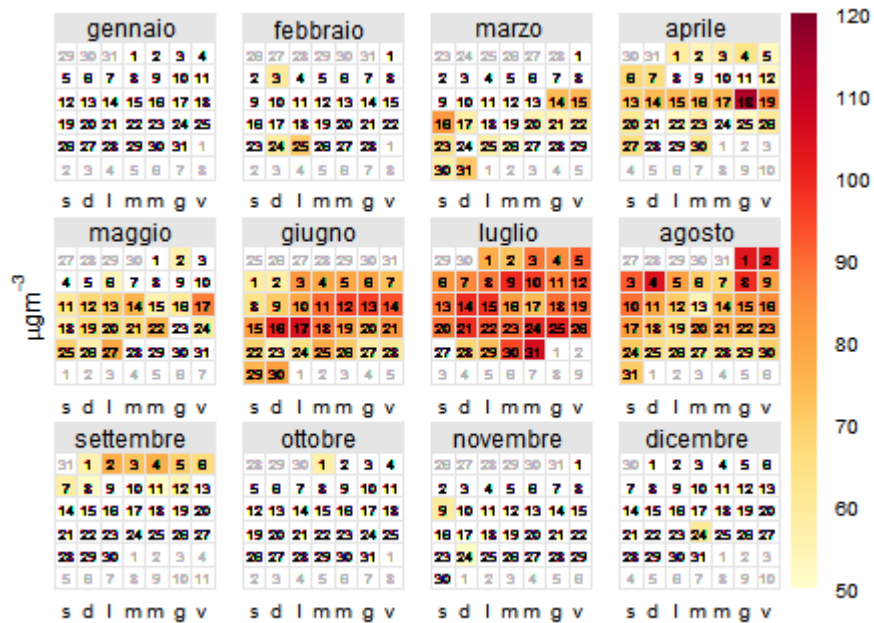 gennaio
29 30 31 1 2 3 4
5 6 7 8 9 10 11
12 13 14 15 16 17 18
19 20 21 22 23 24 25
26 27 28 29 30 31 1
2 3 4 5 6 7 8
s d l m m g v
febbraio
26 27 28 29 30 31 1
2 3 4 5 6 7 8
9 10 11 12 13 14 15
16 17 18 19 20 21 22
23 24 25 26 27 28 1
2 3 4 5 6 7 8
s d l m m g v
marzo
23 24 25 26 27 28 1
2 3 4 5 6 7 8
9 10 11 12 13 14 15
16 17 18 19 20 21 22
23 24 25 26 27 28 29
30 31 1 2 3 4 5
s d l m m g v
aprile
30 31 1 2 3 4 5
6 7 8 9 10 11 12
13 14 15 16 17 18 19
20 21 22 23 24 25 26
27 28 29 30 1 2 3
4 5 6 7 8 9 10
s d l m m g v
maggio
27 28 29 30 1 2 3
4 5 6 7 8 9 10
11 12 13 14 15 16 17
18 19 20 21 22 23 24
25 26 27 28 29 30 31
1 2 3 4 5 6 7
s d l m m g v
giugno
25 26 27 28 29 30 31
1 2 3 4 5 6 7
8 9 10 11 12 13 14
15 16 17 18 19 20 21
22 23 24 25 26 27 28
29 30 1 2 3 4 5
s d l m m g v
luglio
29 30 1 2 3 4 5
6 7 8 9 10 11 12
13 14 15 16 17 18 19
20 21 22 23 24 25 26
27 28 29 30 31 1 2
3 4 5 6 7 8 9
s d l m m g v
agosto
27 28 29 30 31 1 2
3 4 5 6 7 8 9
10 11 12 13 14 15 16
17 18 19 20 21 22 23
24 25 26 27 28 29 30
31 1 2 3 4 5 6
s d l m m g v
settembre
31 1 2 3 4 5 6
7 8 9 10 11 12 13
14 15 16 17 18 19 20
21 22 23 24 25 26 27
28 29 30 1 2 3 4
5 6 7 8 9 10 11
s d l m m g v
ottobre
28 29 30 1 2 3 4
5 6 7 8 9 10 11
12 13 14 15 16 17 18
19 20 21 22 23 24 25
26 27 28 29 30 31 1
2 3 4 5 6 7 8
s d l m m g v
novembre
26 27 28 29 30 31 1
2 3 4 5 6 7 8
9 10 11 12 13 14 15
16 17 18 19 20 21 22
23 24 25 26 27 28 29
30 1 2 3 4 5 6
s d l m m g v
dicembre
30 1 2 3 4 5 6
7 8 9 10 11 12 13
14 15 16 17 18 19 20
21 22 23 24 25 26 27
28 29 30 31 1 2 3
4 5 6 7 8 9 10
s d l m m g v
μgm⁻³
120
110
100
90
80
70
60
50